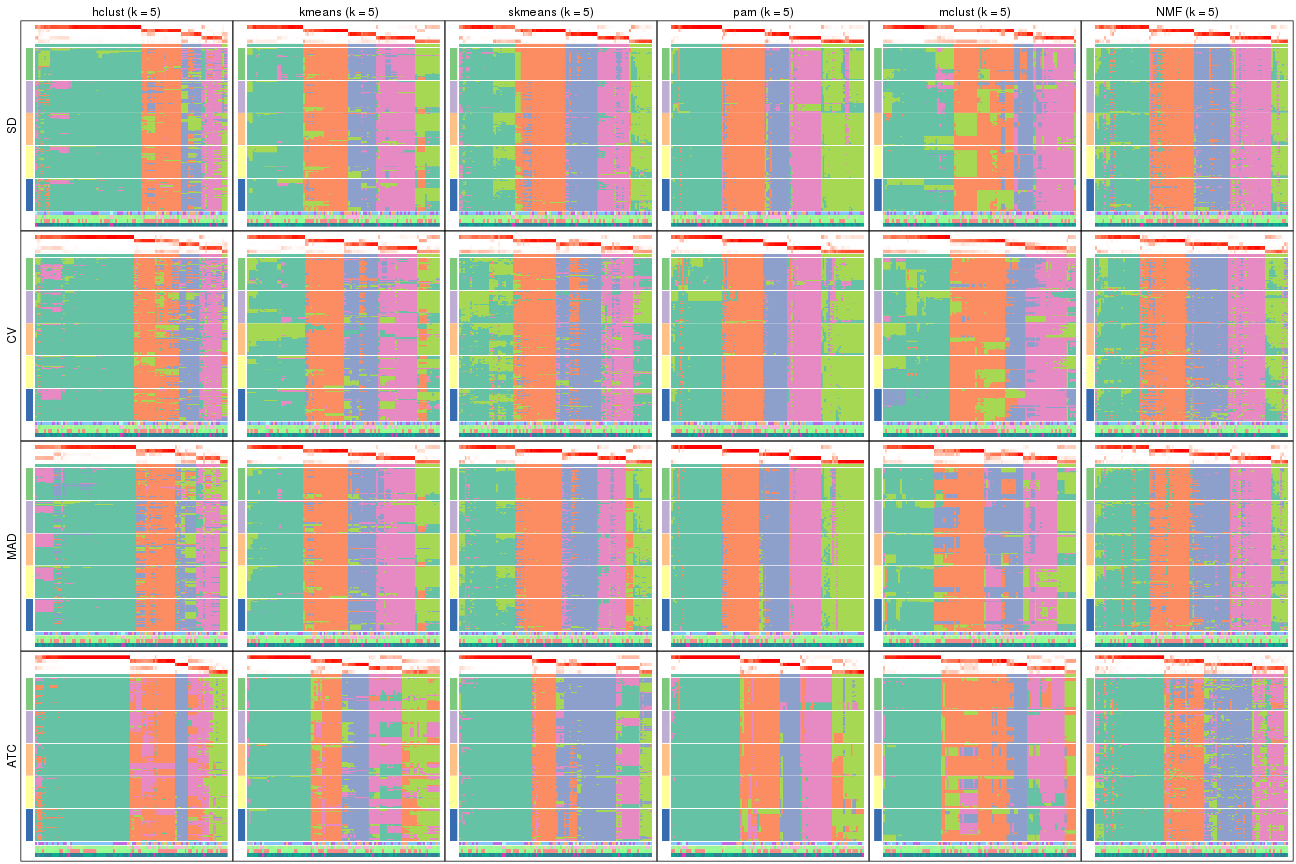 hclust (k = 5) kmeans (k = 5) skmeans (k = 5) pam (k = 5) mclust (k = 5) NMF (k = 5)
SD
CV
MAD
ATC